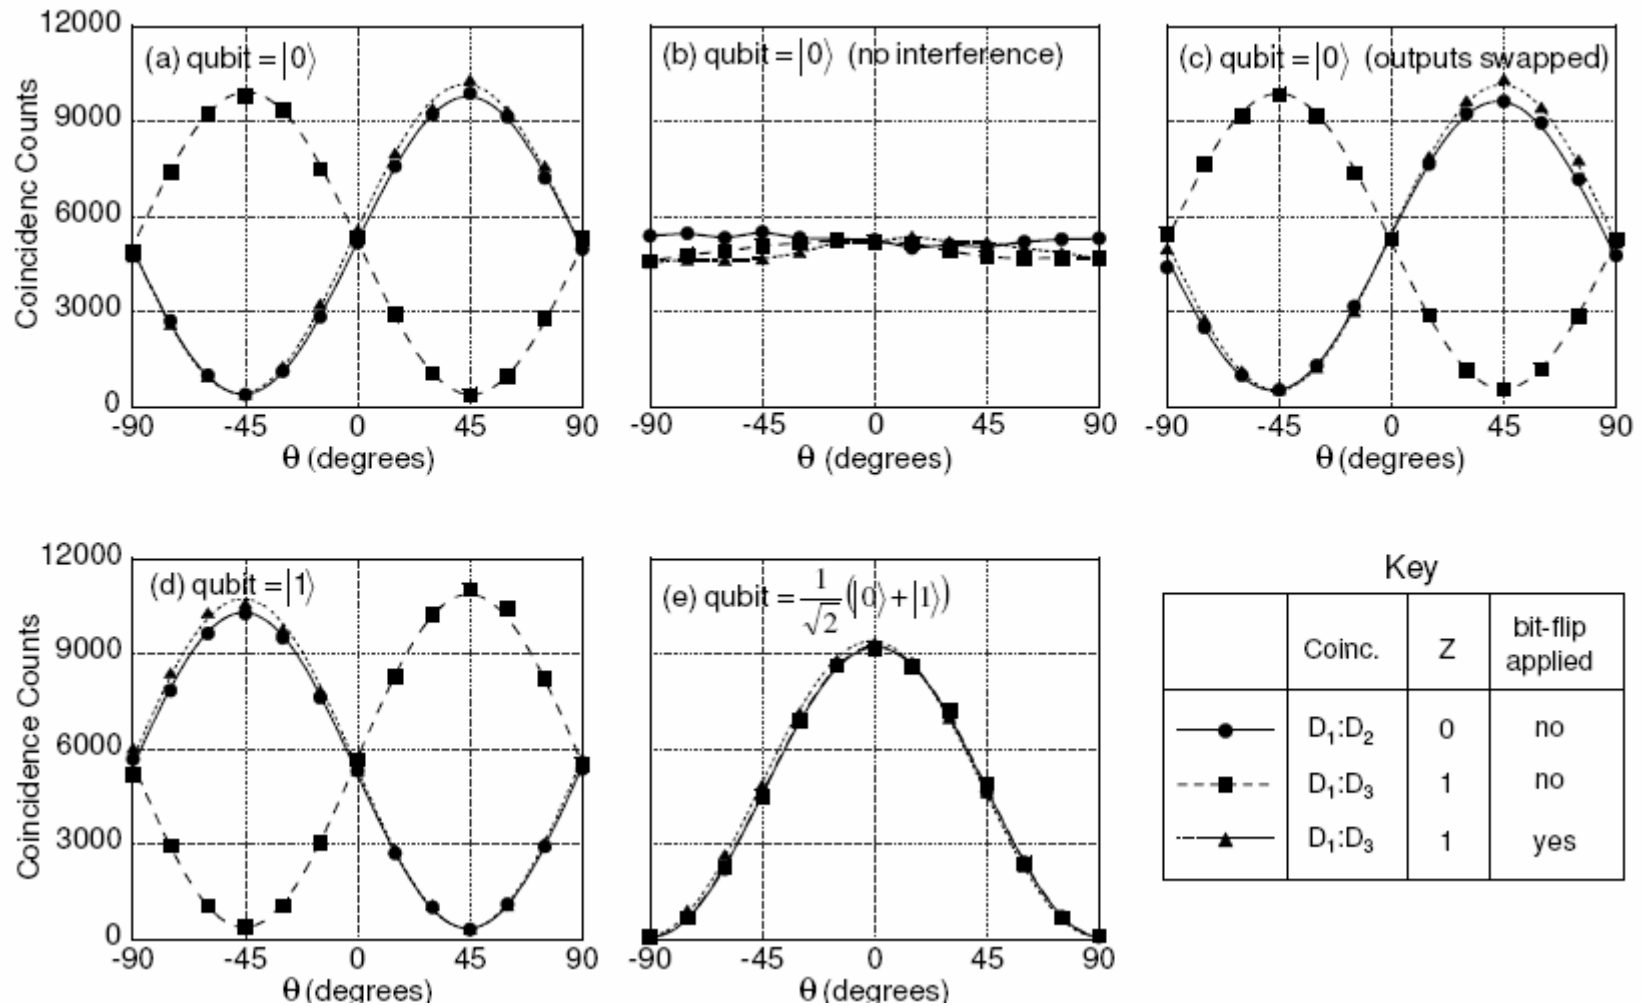 12000
9000
6000
3000
0
Coincidenc Counts
(a) qubit = |0⟩
-90 -45 0 45 90
θ (degrees)
(b) qubit = |0⟩ (no interference)
-90 -45 0 45 90
θ (degrees)
(c) qubit = |0⟩ (outputs swapped)
-90 -45 0 45 90
θ (degrees)
12000
9000
6000
3000
0
Coincidence Counts
(d) qubit = |1⟩
-90 -45 0 45 90
θ (degrees)
(e) qubit = 1/√2 (|0⟩ + |1⟩)
-90 -45 0 45 90
θ (degrees)
Key
Coinc. Z bit-flip applied
D₁:D₂ 0 no
D₁:D₃ 1 no
D₁:D₃ 1 yes